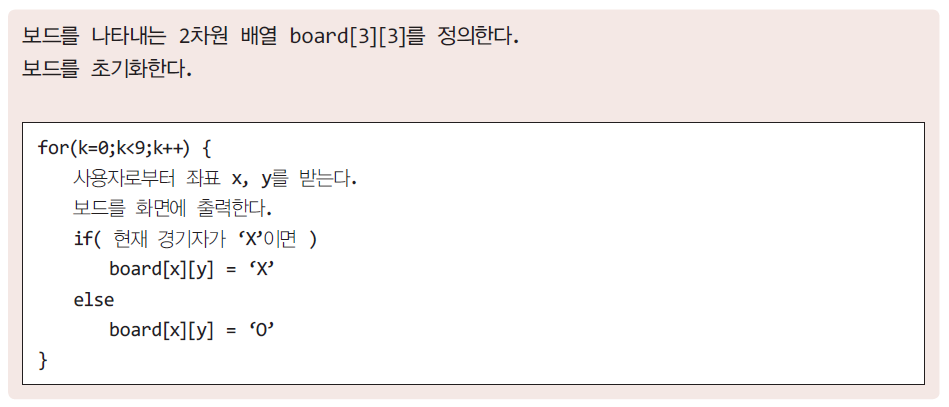 보드를 나타내는 2차원 배열 board[3][3]를 정의한다.
보드를 초기화한다.
for(k=0;k<9;k++) {
사용자로부터 좌표 x, y를 받는다.
보드를 화면에 출력한다.
if( 현재 경기자가 ‘X’이면 )
board[x][y] = ‘X’
else
board[x][y] = ‘O’
}